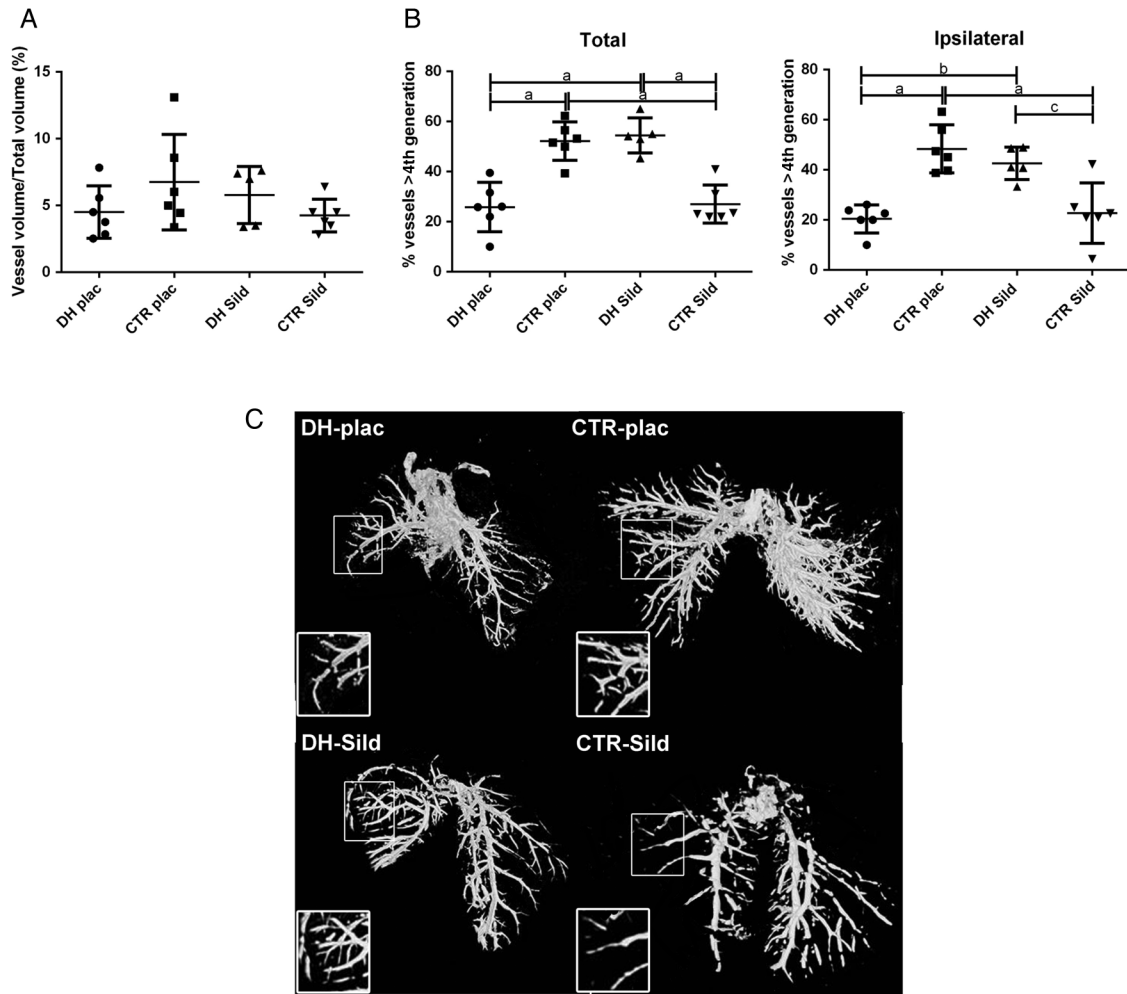 A
Vessel volume/Total volume (%)
15
10
5
0
DH plac
CTR plac
DH Sild
CTR Sild
B
Total
% vessels >4th generation
80
60
40
20
0
a
a
a
a
DH plac
CTR plac
DH Sild
CTR Sild
Ipsilateral
% vessels >4th generation
80
60
40
20
0
b
a
a
c
DH plac
CTR plac
DH Sild
CTR Sild
C
DH-plac
CTR-plac
DH-Sild
CTR-Sild